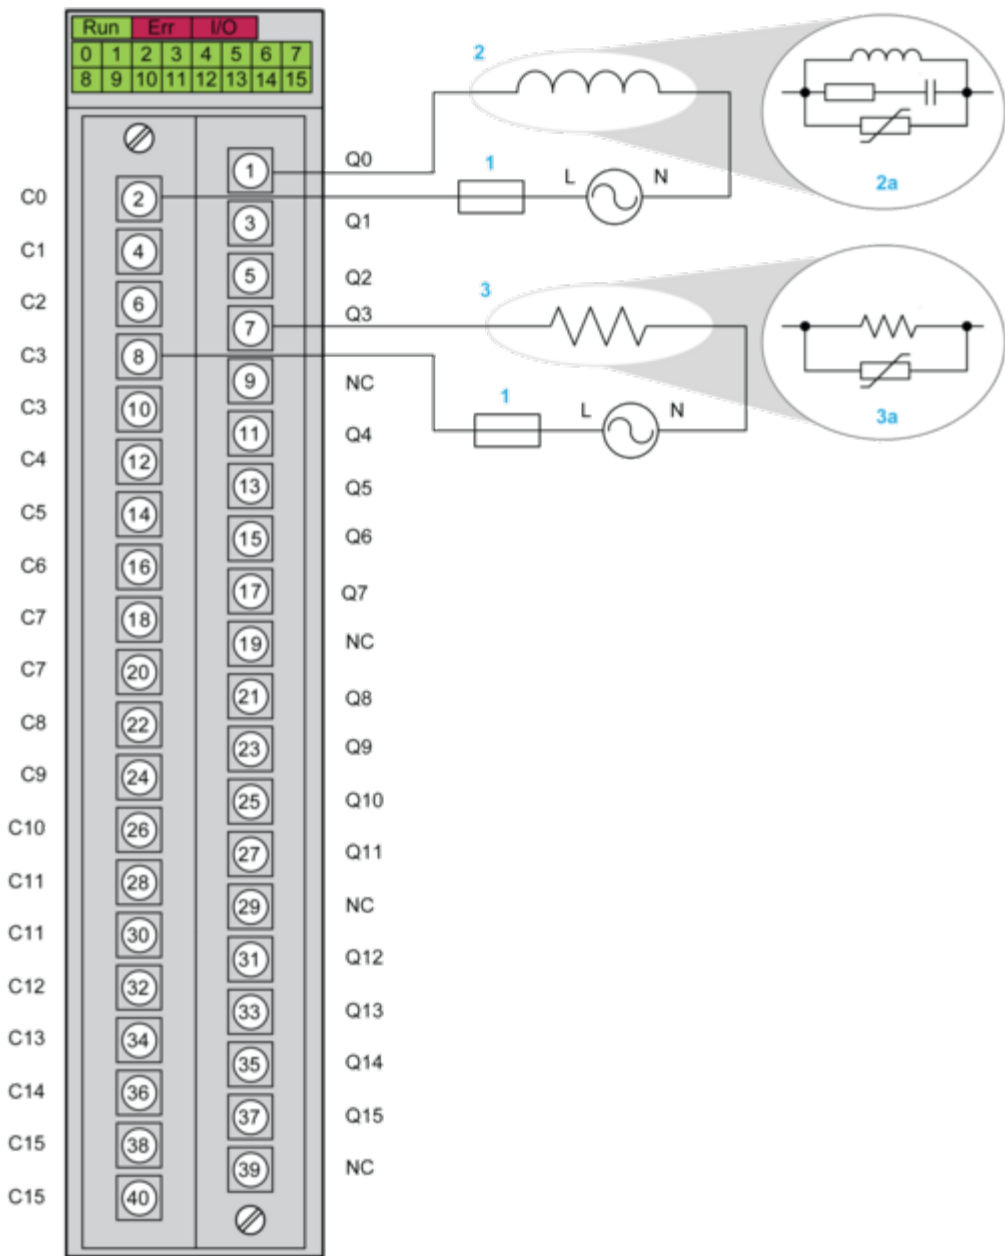 Run Err I/O
0 1 2 3 4 5 6 7
8 9 10 11 12 13 14 15
2
2a
1 Q0
1 L N
C0 2
3 Q1
C1 4
5 Q2
C2 6
3
7 Q3
C3 8
3a
9 NC
1 L N
C3 10
11 Q4
C4 12
13 Q5
C5 14
15 Q6
C6 16
17 Q7
C7 18
19 NC
C7 20
21 Q8
C8 22
23 Q9
C9 24
25 Q10
C10 26
27 Q11
C11 28
29 NC
C11 30
31 Q12
C12 32
33 Q13
C13 34
35 Q14
C14 36
37 Q15
C15 38
39 NC
C15 40